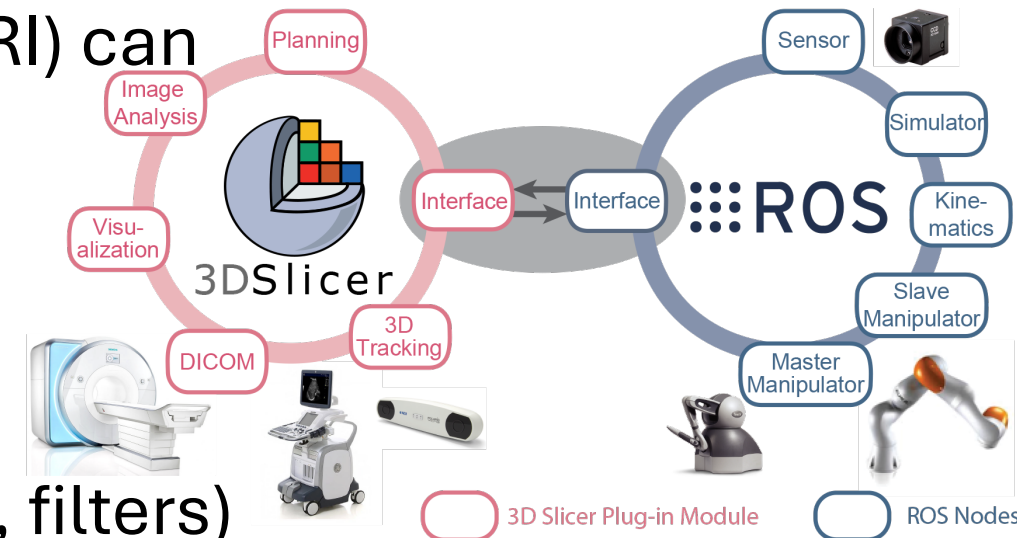 RI) can
Planning
Image
Analysis
Visu-
alization
3DSlicer
DICOM
3D
Tracking
Interface
Interface
Sensor
Simulator
ROS
Kine-
matics
Slave
Manipulator
Master
Manipulator
, filters)
3D Slicer Plug-in Module
ROS Nodes